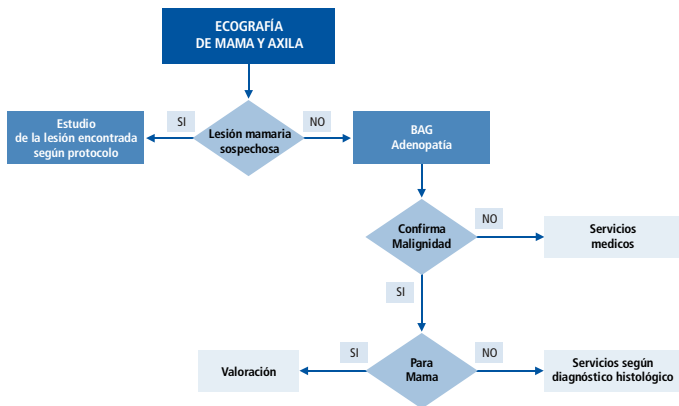 ECOGRAFÍA
DE MAMA Y AXILA
SI
NO
Estudio
de la lesión encontrada
según protocolo
Lesión mamaria
sospechosa
BAG
Adenopatía
Confirma
Malignidad
NO
Servicios
medicos
SI
SI
NO
Valoración
Para
Mama
Servicios según
diagnóstico histológico